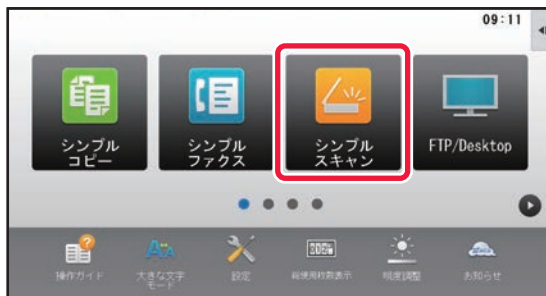 09:11
シンプル
コピー
シンプル
ファクス
シンプル
スキャン
FTP/Desktop
操作ガイド
大きな文字
モード
設定
総使用枚数表示
明度調整
お知らせ